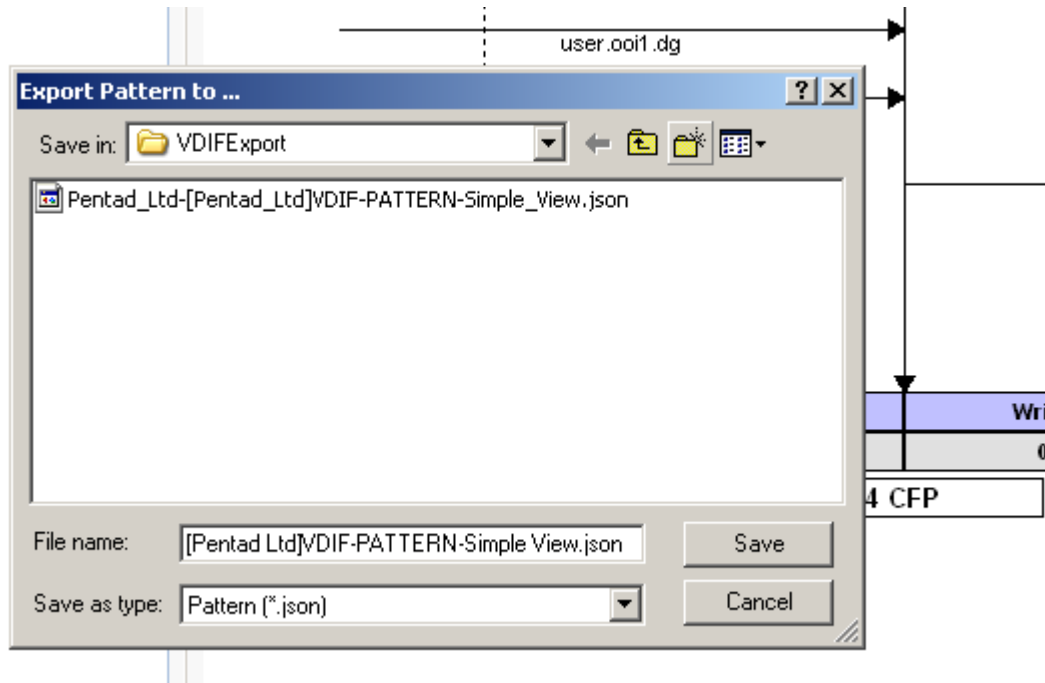 user.ooi1.dg
Export Pattern to ...
Save in: VDIFExport
Pentad_Ltd-[Pentad_Ltd]VDIF-PATTERN-Simple_View.json
Wri
4 CFP
File name: [Pentad Ltd]VDIF-PATTERN-Simple View.json Save
Save as type: Pattern (*.json) Cancel